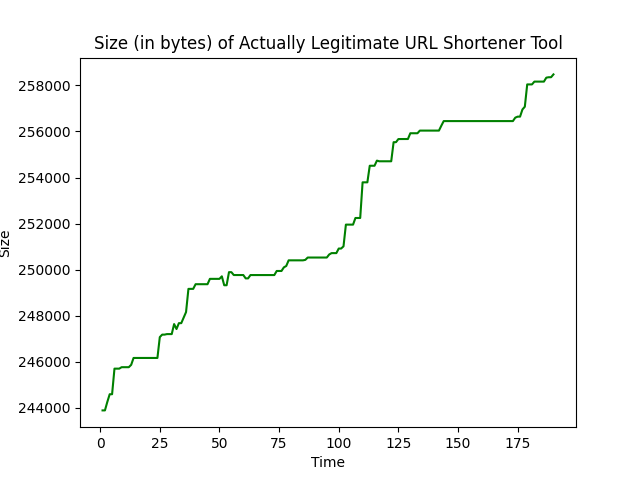 Size (in bytes) of Actually Legitimate URL Shortener Tool
258000
256000
254000
252000
250000
248000
246000
244000
Size
0 25 50 75 100 125 150 175
Time